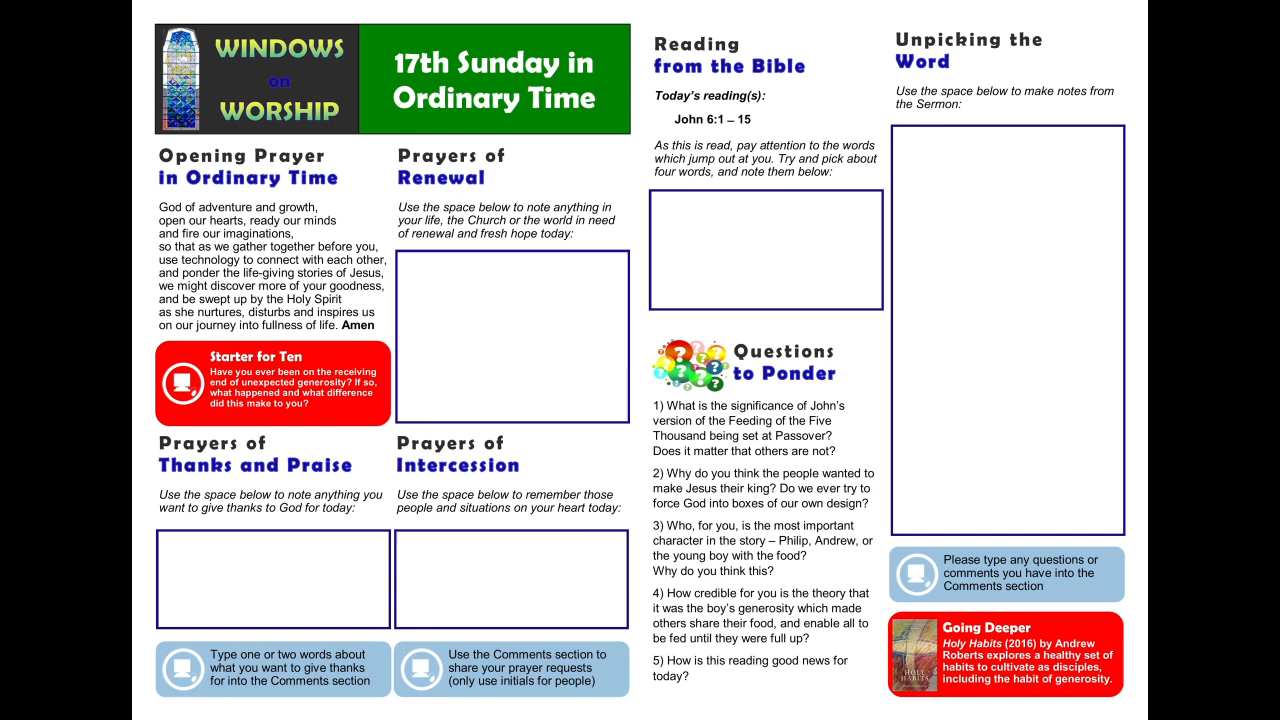 WINDOWS
on
WORSHIP
17th Sunday in
Ordinary Time
Opening Prayer
in Ordinary Time
God of adventure and growth,
open our hearts, ready our minds
and fire our imaginations,
so that as we gather together before you,
use technology to connect with each other,
and ponder the life-giving stories of Jesus,
we might discover more of your goodness,
and be swept up by the Holy Spirit
as she nurtures, disturbs and inspires us
on our journey into fullness of life. Amen
Starter for Ten
Have you ever been on the receiving
end of unexpected generosity? If so,
what happened and what difference
did this make to you?
Prayers of
Renewal
Use the space below to note anything in
your life, the Church or the world in need
of renewal and fresh hope today:
Prayers of
Thanks and Praise
Use the space below to note anything you
want to give thanks to God for today:
Type one or two words about
what you want to give thanks
for into the Comments section
Prayers of
Intercession
Use the space below to remember those
people and situations on your heart today:
Use the Comments section to
share your prayer requests
(only use initials for people)
Reading
from the Bible
Today's reading(s):
John 6:1 – 15
As this is read, pay attention to the words
which jump out at you. Try and pick about
four words, and note them below:
Questions
to Ponder
1) What is the significance of John's
version of the Feeding of the Five
Thousand being set at Passover?
Does it matter that others are not?
2) Why do you think the people wanted to
make Jesus their king? Do we ever try to
force God into boxes of our own design?
3) Who, for you, is the most important
character in the story – Philip, Andrew, or
the young boy with the food?
Why do you think this?
4) How credible for you is the theory that
it was the boy's generosity which made
others share their food, and enable all to
be fed until they were full up?
5) How is this reading good news for
today?
Unpicking the
Word
Use the space below to make notes from
the Sermon:
Please type any questions or
comments you have into the
Comments section
HOLY
HABITS
Going Deeper
Holy Habits (2016) by Andrew
Roberts explores a healthy set of
habits to cultivate as disciples,
including the habit of generosity.